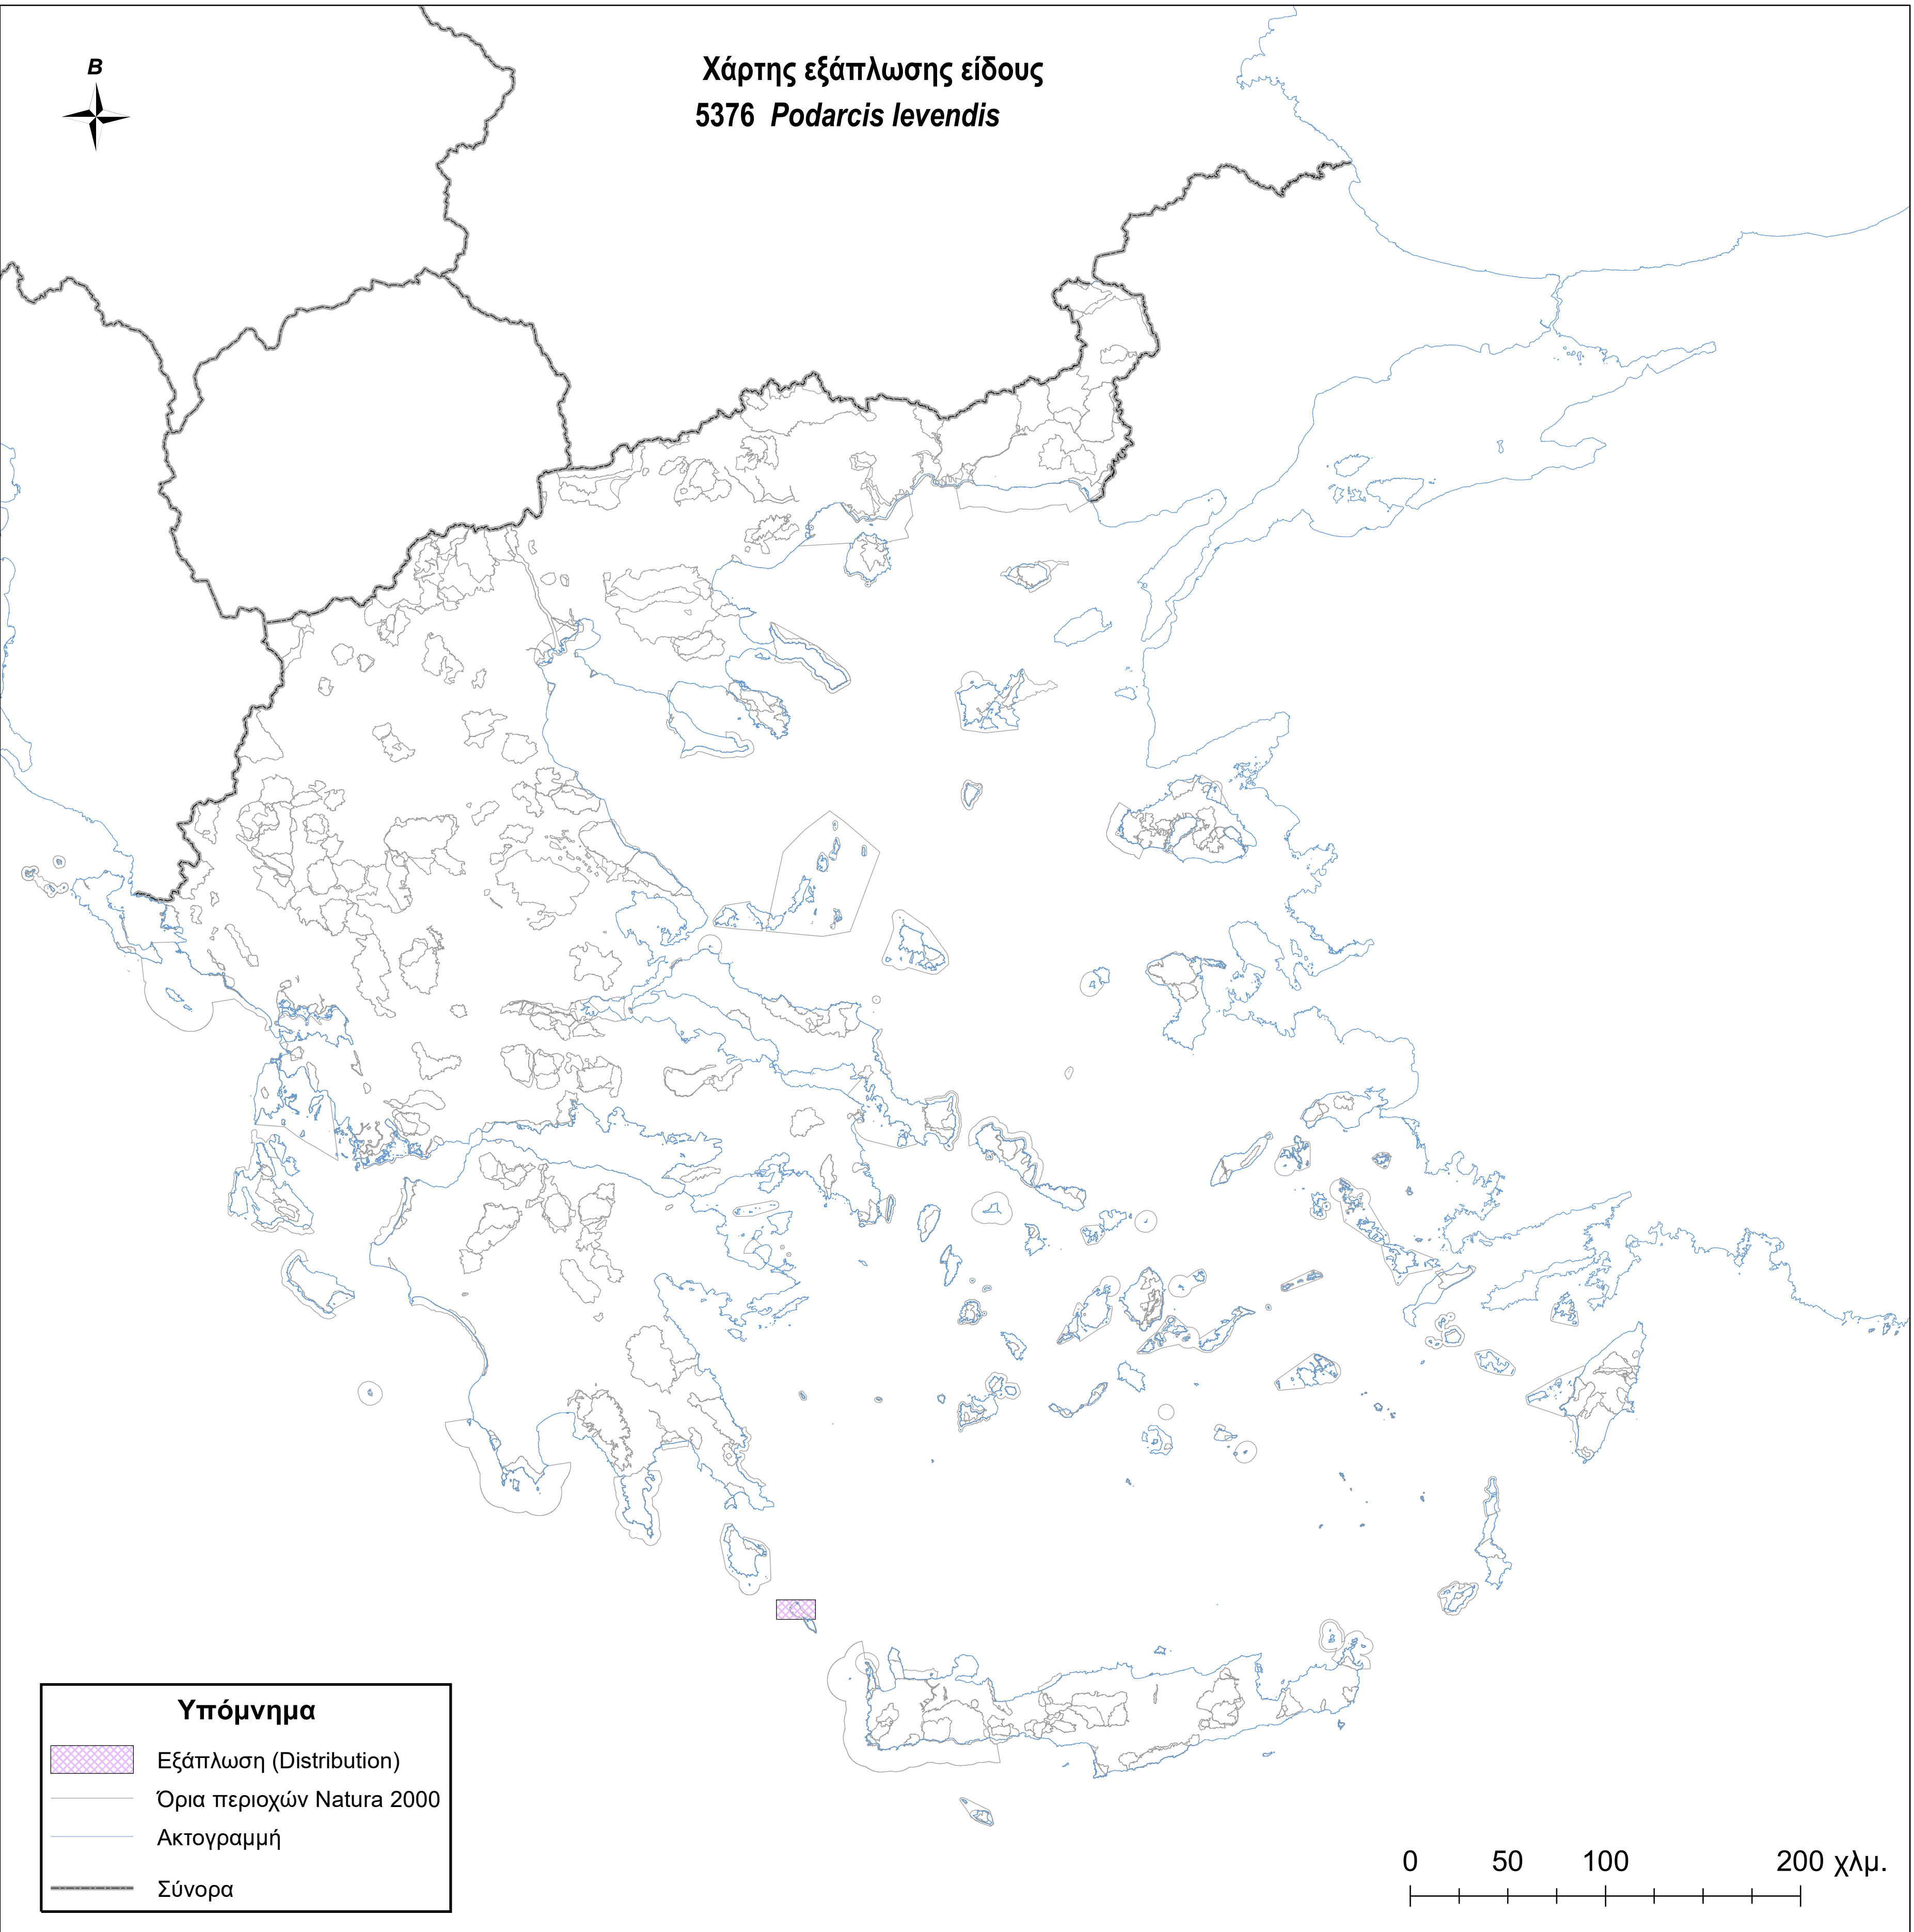 B
Χάρτης εξάπλωσης είδους
5376 Podarcis levendis
Υπόμνημα
Εξάπλωση (Distribution)
Όρια περιοχών Natura 2000
Ακτογραμμή
Σύνορα
0 50 100 200 χλμ.